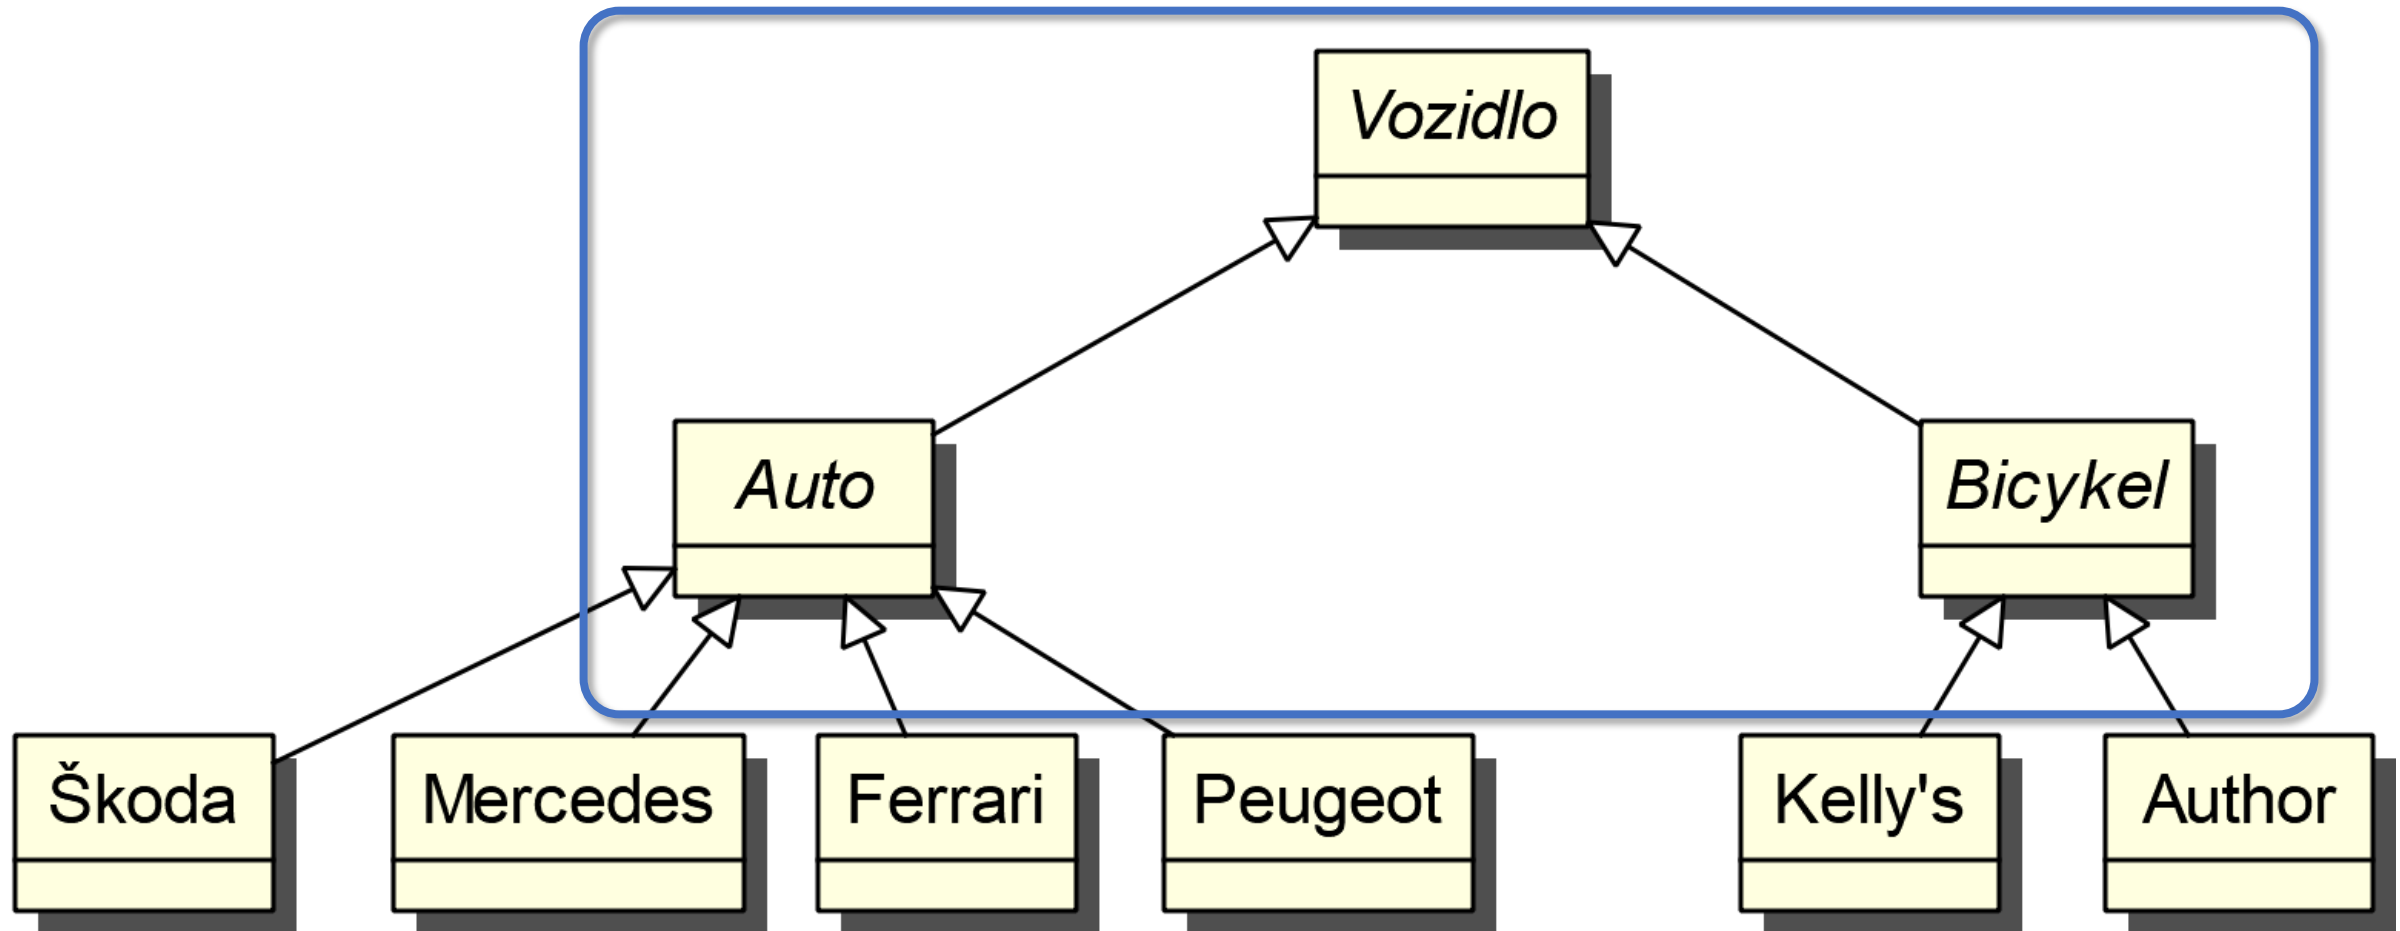 Vozidlo
Auto
Bicykel
Škoda
Mercedes
Ferrari
Peugeot
Kelly's
Author